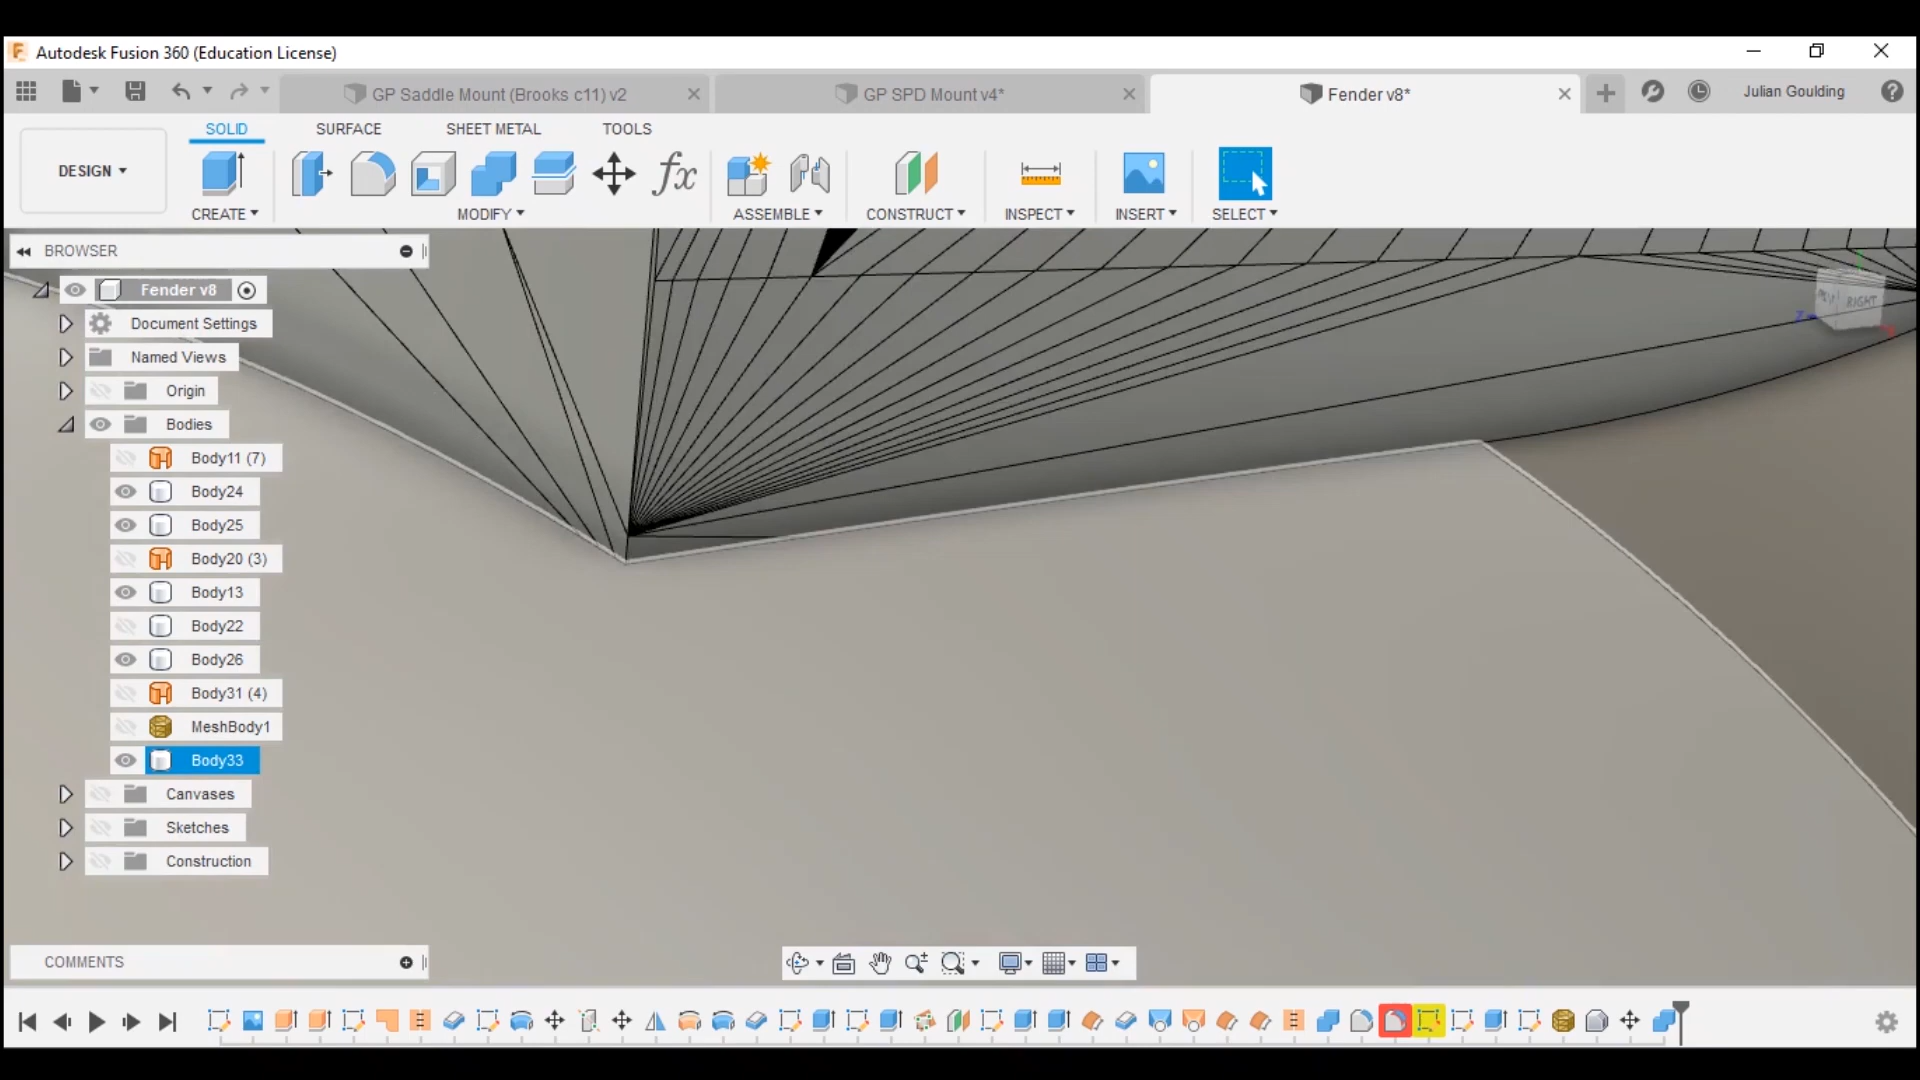 Autodesk Fusion 360 (Education License)
GP Saddle Mount (Brooks c11) v2
GP SPD Mount v4*
Fender v8*
Julian Goulding
DESIGN
SOLID
SURFACE
SHEET METAL
TOOLS
fx
CREATE
MODIFY
ASSEMBLE
CONSTRUCT
INSPECT
INSERT
SELECT
BROWSER
Fender v8
Document Settings
Named Views
Origin
Bodies
Body11 (7)
Body24
Body25
Body20 (3)
Body13
Body22
Body26
Body31 (4)
MeshBody1
Body33
Canvases
Sketches
Construction
RIGHT
Z
COMMENTS